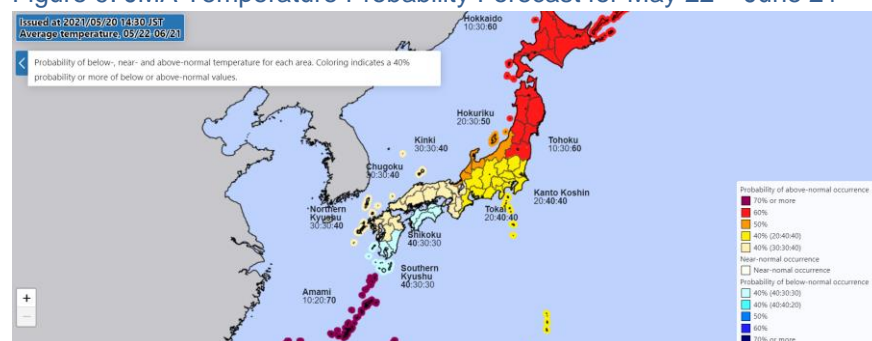 Figure 3: JMA Temperature Probability Forecast for May 22 – June 21
Issued at 2021/05/20 14:30 JST
Average temperature, 05/22-06/21
Probability of below-, near- and above-normal temperature for each area. Coloring indicates a 40%
probability or more of below or above-normal values.
Hokkaido
10:30:60
Hokuriku
20:30:50
Tohoku
10:30:60
Kinki
30:30:40
Chugoku
30:30:40
Kanto Koshin
20:40:40
Tokai
20:40:40
Northern
Kyushu
30:30:40
Shikoku
40:30:30
Southern
Kyushu
40:30:30
Amami
10:20:70
Probability of above-normal occurrence
70% or more
60%
50%
40% (20:40:40)
40% (30:30:40)
Near-normal occurrence
Near-nomal occurrence
Probability of below-normal occurrence
40% (40:30:30)
40% (40:40:20)
50%
60%
70% or more
+
−